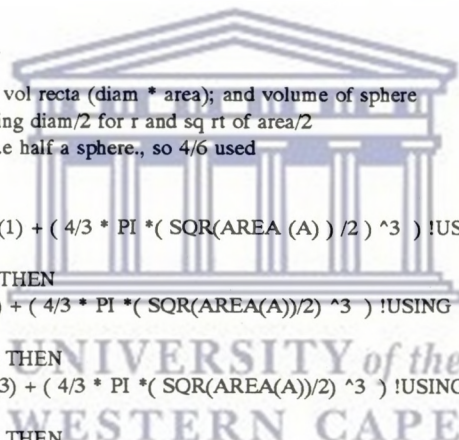 vol recta (diam * area); and volume of sphere
ing diam/2 for r and sq rt of area/2
.e half a sphere., so 4/6 used
(1) + ( 4/3 * PI *( SQR(AREA (A) ) /2 ) ^3 ) !US
THEN
) + ( 4/3 * PI *( SQR(AREA(A))/2) ^3 ) !USING
THEN
3) + ( 4/3 * PI *( SQR(AREA(A))/2) ^3 ) !USING
UNIVERSITY of the
WESTERN CAPE
THEN